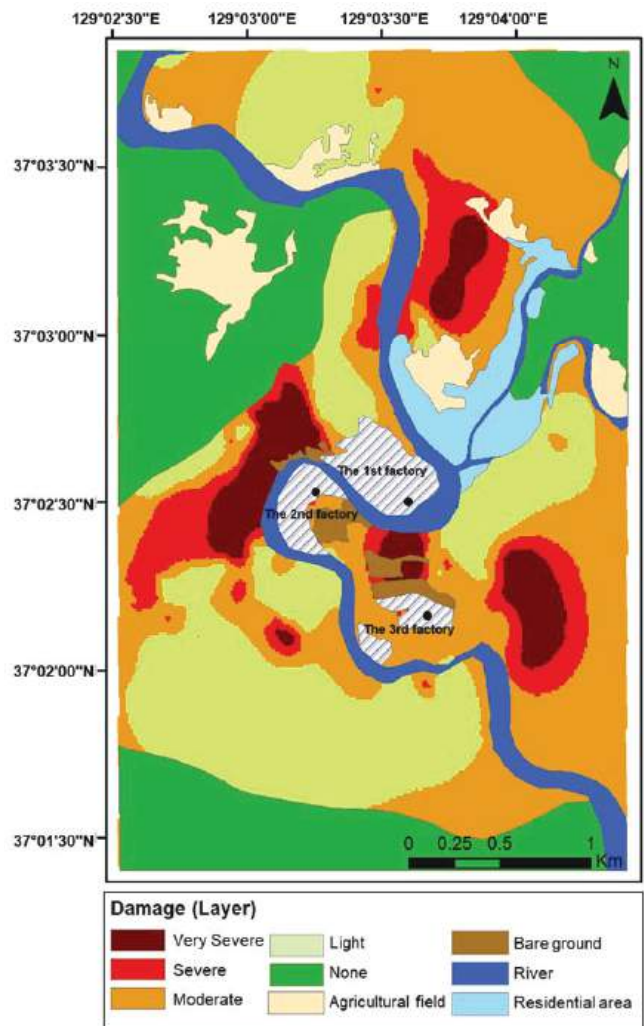 129°02'30"E 129°03'00"E 129°03'30"E 129°04'00"E
N
37°03'30"N
37°03'00"N
The 1st factory
37°02'30"N
The 2nd factory
The 3rd factory
37°02'00"N
37°01'30"N
0 0.25 0.5 1
Km
Damage (Layer)
Very Severe Light Bare ground
Severe None River
Moderate Agricultural field Residential area